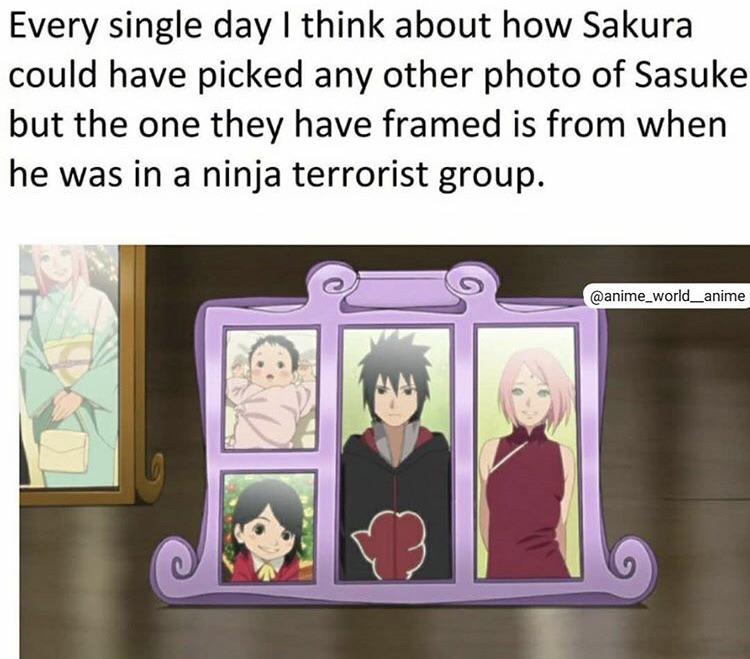 Every single day I think about how Sakura
could have picked any other photo of Sasuke
but the one they have framed is from when
he was in a ninja terrorist group.
@anime_world__anime